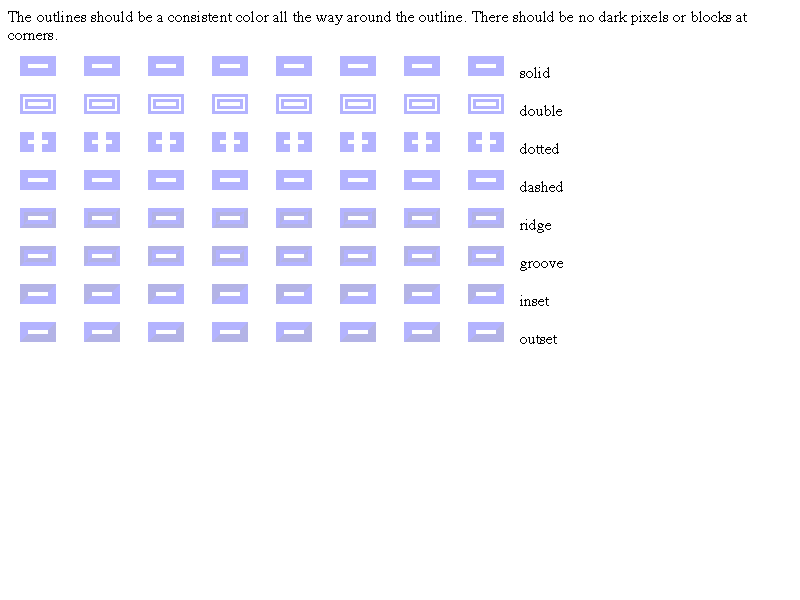 The outlines should be a consistent color all the way around the outline. There should be no dark pixels or blocks at
corners.
solid
double
dotted
dashed
ridge
groove
inset
outset